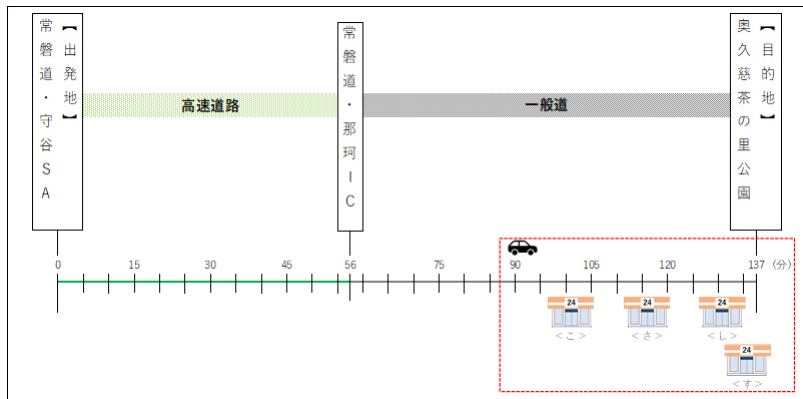 【出発地】
常磐道・守谷SA
高速道路
常磐道・那珂IC
一般道
【目的地】
奥久慈茶の里公園
0 15 30 45 56 75 90 105 120 137 (分)
24 24 24
<こ> <さ> <し>
24
<す>